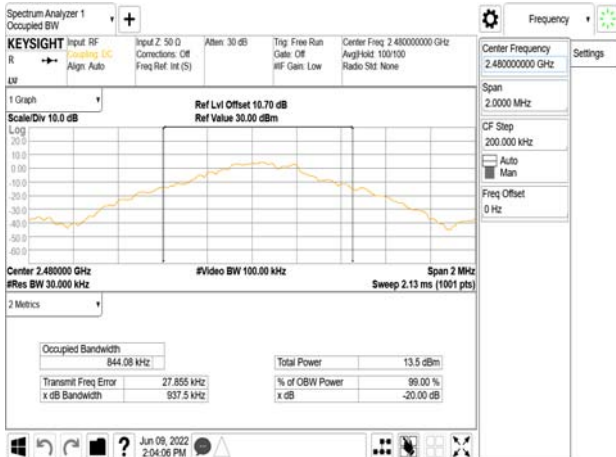 Spectrum Analyzer 1
Occupied BW
+
Frequency
KEYSIGHT
R
Input: RF
Coupling: DC
Align: Auto
Input Z: 50 Ω
Corrections: Off
Freq Ref: Int (S)
Atten: 30 dB
Trig: Free Run
Gate: Off
#IF Gain: Low
Center Freq: 2.480000000 GHz
Avg|Hold: 100/100
Radio Std: None
Center Frequency
2.480000000 GHz
Settings
Span
2.0000 MHz
CF Step
200.000 kHz
Auto
Man
Freq Offset
0 Hz
1 Graph
Scale/Div 10.0 dB
Ref Lvl Offset 10.70 dB
Ref Value 30.00 dBm
Log
20.0
10.0
0.00
-10.0
-20.0
-30.0
-40.0
-50.0
-60.0
Center 2.480000 GHz
#Res BW 30.000 kHz
#Video BW 100.00 kHz
Span 2 MHz
Sweep 2.13 ms (1001 pts)
2 Metrics
Occupied Bandwidth
844.08 kHz
Total Power 13.5 dBm
Transmit Freq Error 27.855 kHz
% of OBW Power 99.00 %
x dB Bandwidth 937.5 kHz
x dB -20.00 dB
?
Jun 09, 2022
2:04:06 PM